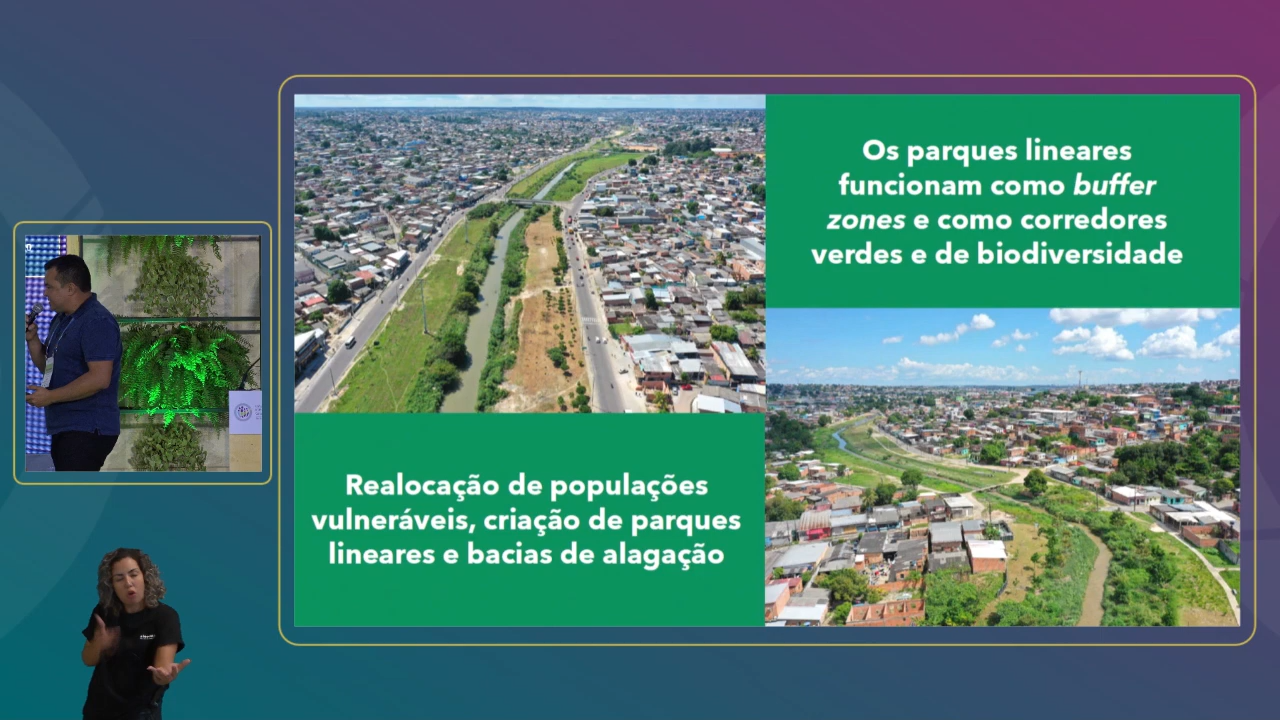 Os parques lineares
funcionam como buffer
zones e como corredores
verdes e de biodiversidade
Realocação de populações
vulneráveis, criação de parques
lineares e bacias de alagação